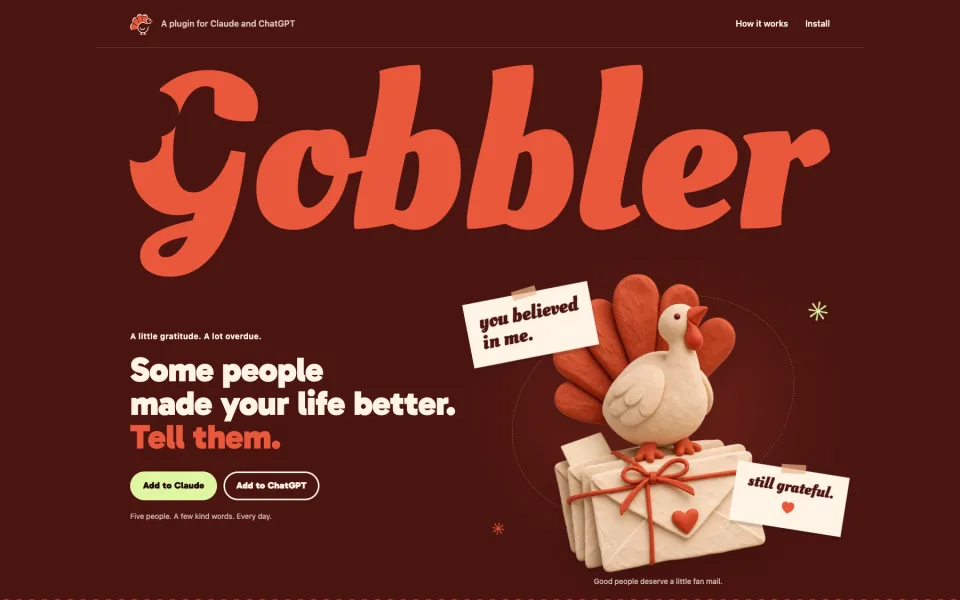 A plugin for Claude and ChatGPT
How it works
Install
Gobbler
A little gratitude. A lot overdue.
Some people
made your life better.
Tell them.
Add to Claude
Add to ChatGPT
Five people. A few kind words. Every day.
you believed
in me.
still grateful.
Good people deserve a little fan mail.